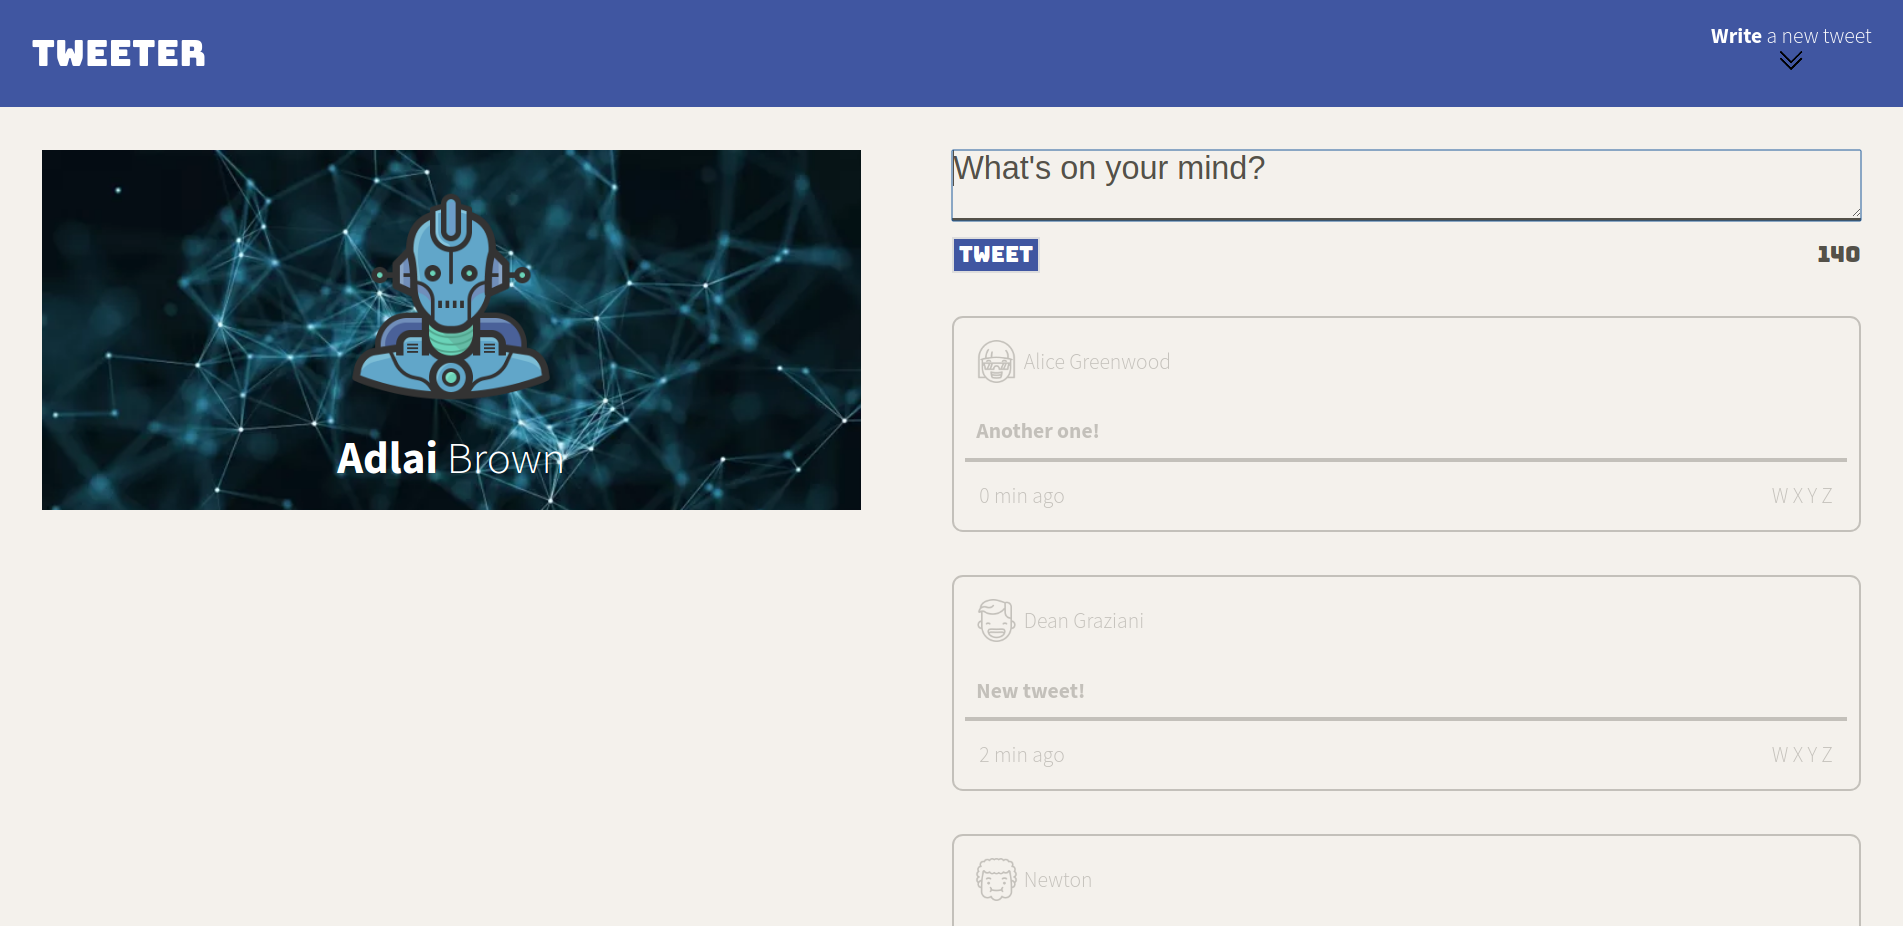 TWEETER
Write a new tweet
Adlai Brown
What's on your mind?
TWEET
140
Alice Greenwood
Another one!
0 min ago
W X Y Z
Dean Graziani
New tweet!
2 min ago
W X Y Z
Newton